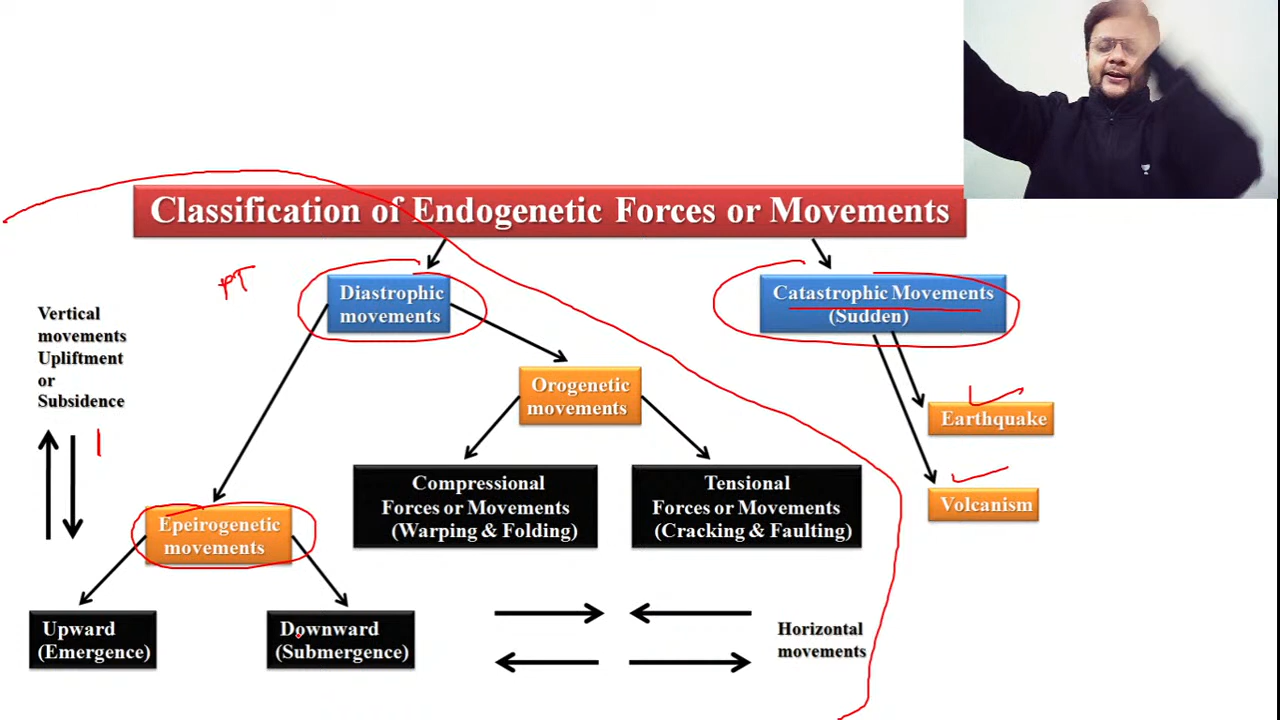 Classification of Endogenetic Forces or Movements
PT
Diastrophic
movements
Catastrophic Movements
(Sudden)
Vertical
movements
Upliftment
or
Subsidence
Orogenetic
movements
Earthquake
Volcanism
Compressional
Forces or Movements
(Warping & Folding)
Tensional
Forces or Movements
(Cracking & Faulting)
Epeirogenetic
movements
Upward
(Emergence)
Downward
(Submergence)
Horizontal
movements